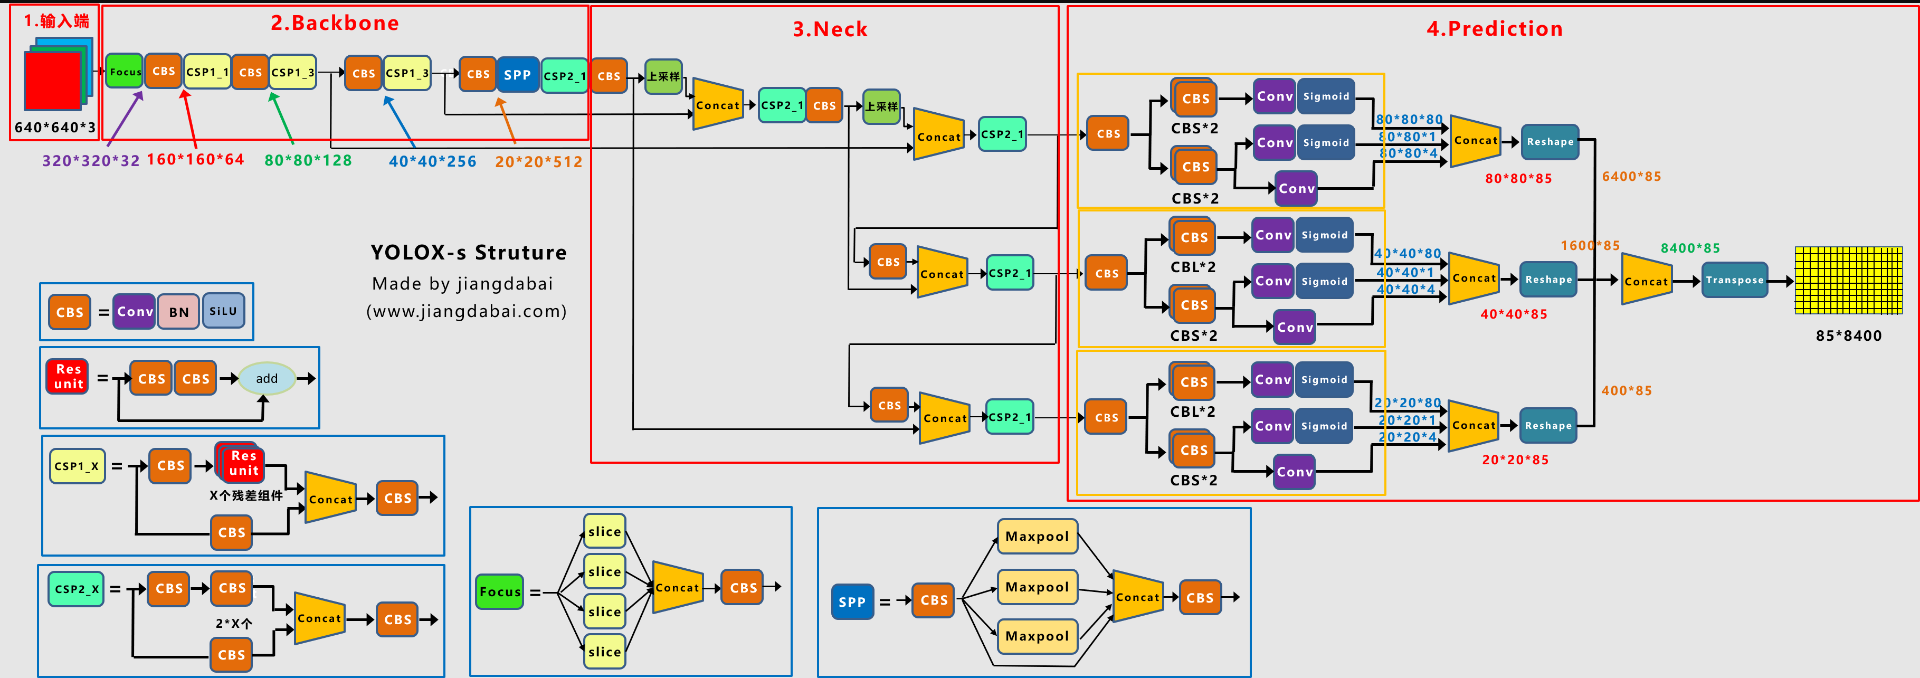 1.输入端
640*640*3
2.Backbone
Focus
CBS
CSP1_1
CBS
CSP1_3
CBS
CSP1_3
CBS
SPP
CSP2_1
320*320*32
160*160*64
80*80*128
40*40*256
20*20*512
3.Neck
CBS
上采样
Concat
CSP2_1
CBS
上采样
Concat
CSP2_1
CBS
Concat
CSP2_1
CBS
Concat
CSP2_1
4.Prediction
CBS
CBS
CBS*2
Conv
Sigmoid
CBS
CBS*2
Conv
Sigmoid
Conv
80*80*80
80*80*1
80*80*4
Concat
Reshape
80*80*85
6400*85
CBS
CBS
CBL*2
Conv
Sigmoid
CBS
CBS*2
Conv
Sigmoid
Conv
40*40*80
40*40*1
40*40*4
Concat
Reshape
40*40*85
1600*85
CBS
CBS
CBL*2
Conv
Sigmoid
CBS
CBS*2
Conv
Sigmoid
Conv
20*20*80
20*20*1
20*20*4
Concat
Reshape
20*20*85
400*85
Concat
8400*85
Transpose
85*8400
YOLOX-s Struture
Made by jiangdabai
(www.jiangdabai.com)
CBS = Conv BN SiLU
Res unit = CBS CBS add
CSP1_X = CBS Res unit
X个残差组件
CBS
Concat
CBS
CSP2_X = CBS CBS
2*X个
CBS
Concat
CBS
Focus =
slice
slice
slice
slice
Concat
CBS
SPP = CBS
Maxpool
Maxpool
Maxpool
Concat
CBS